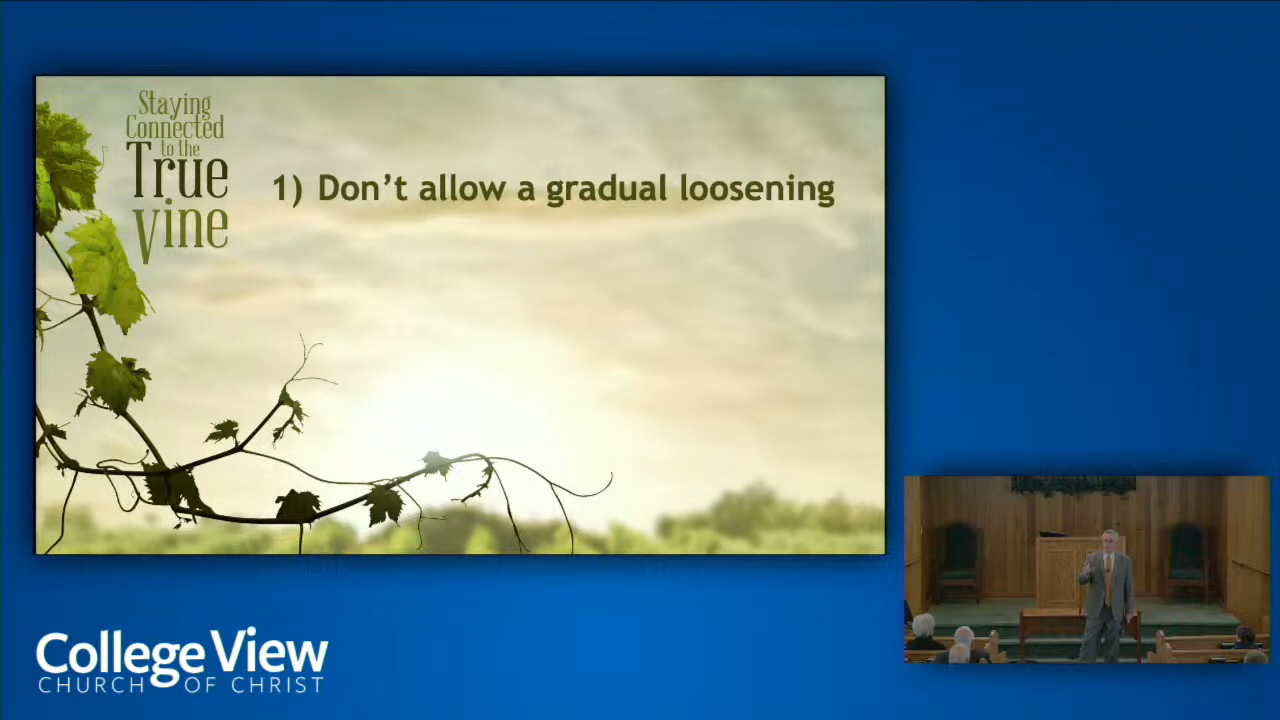 Staying
Connected
to the
True
Vine
1) Don't allow a gradual loosening
College View
CHURCH OF CHRIST